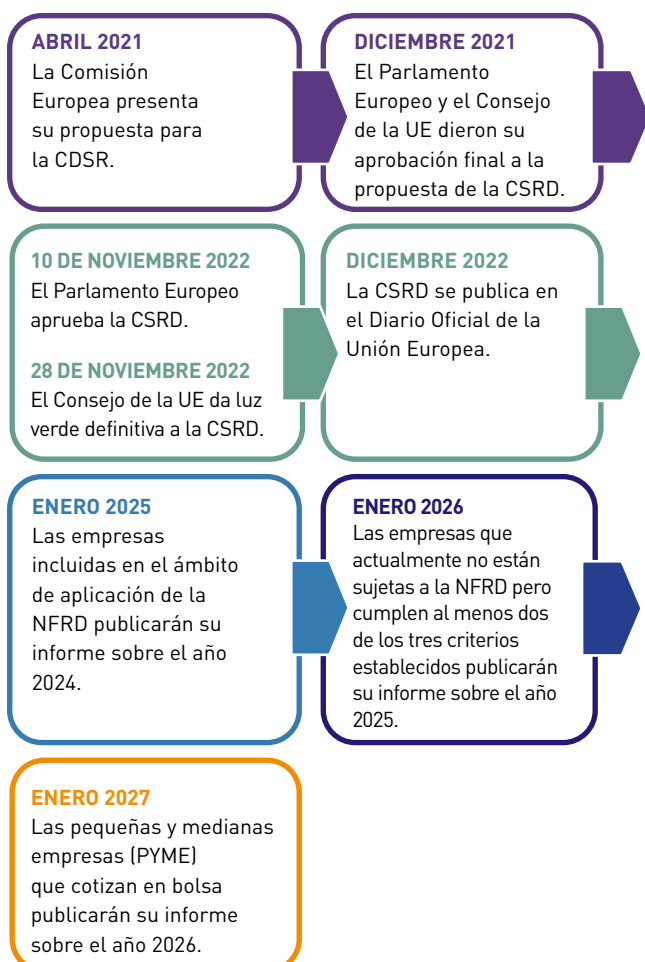 ABRIL 2021
La Comisión
Europea presenta
su propuesta para
la CDSR.
DICIEMBRE 2021
El Parlamento
Europeo y el Consejo
de la UE dieron su
aprobación final a la
propuesta de la CSRD.
10 DE NOVIEMBRE 2022
El Parlamento Europeo
aprueba la CSRD.
28 DE NOVIEMBRE 2022
El Consejo de la UE da luz
verde definitiva a la CSRD.
DICIEMBRE 2022
La CSRD se publica en
el Diario Oficial de la
Unión Europea.
ENERO 2025
Las empresas
incluidas en el ámbito
de aplicación de la
NFRD publicarán su
informe sobre el año
2024.
ENERO 2026
Las empresas que
actualmente no están
sujetas a la NFRD pero
cumplen al menos dos
de los tres criterios
establecidos publicarán
su informe sobre el año
2025.
ENERO 2027
Las pequeñas y medianas
empresas (PYME)
que cotizan en bolsa
publicarán su informe
sobre el año 2026.